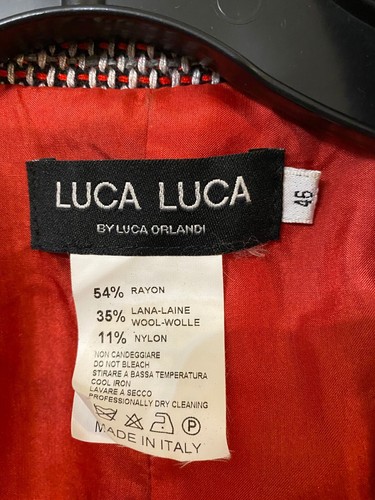 LUCA LUCA
BY LUCA ORLANDI
46
54% RAYON
35% LANA-LAINE
WOOL-WOLLE
11% NYLON
NON CANDEGGIARE
DO NOT BLEACH
STIRARE A BASSA TEMPERATURA
COOL IRON
LAVARE A SECCO
PROFESSIONALLY DRY CLEANING
P
MADE IN ITALY